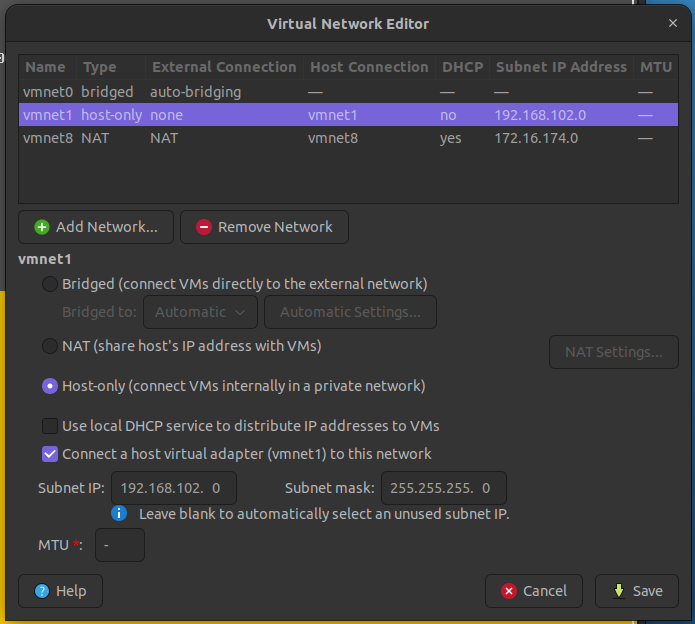 Virtual Network Editor ×
Name Type External Connection Host Connection DHCP Subnet IP Address MTU
vmnet0 bridged auto-bridging — — — —
vmnet1 host-only none vmnet1 no 192.168.102.0 —
vmnet8 NAT NAT vmnet8 yes 172.16.174.0 —
Add Network... Remove Network
vmnet1
Bridged (connect VMs directly to the external network)
Bridged to: Automatic Automatic Settings...
NAT (share host's IP address with VMs) NAT Settings...
Host-only (connect VMs internally in a private network)
Use local DHCP service to distribute IP addresses to VMs
Connect a host virtual adapter (vmnet1) to this network
Subnet IP: 192.168.102. 0 Subnet mask: 255.255.255. 0
Leave blank to automatically select an unused subnet IP.
MTU *: -
Help Cancel Save